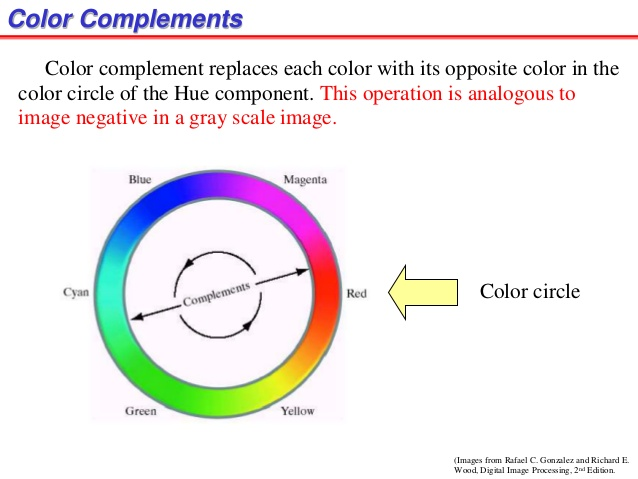 Color Complements
Color complement replaces each color with its opposite color in the
color circle of the Hue component. This operation is analogous to
image negative in a gray scale image.
Blue
Magenta
Cyan
Complements
Red
Color circle
Green
Yellow
(Images from Rafael C. Gonzalez and Richard E.
Wood, Digital Image Processing, 2nd Edition.